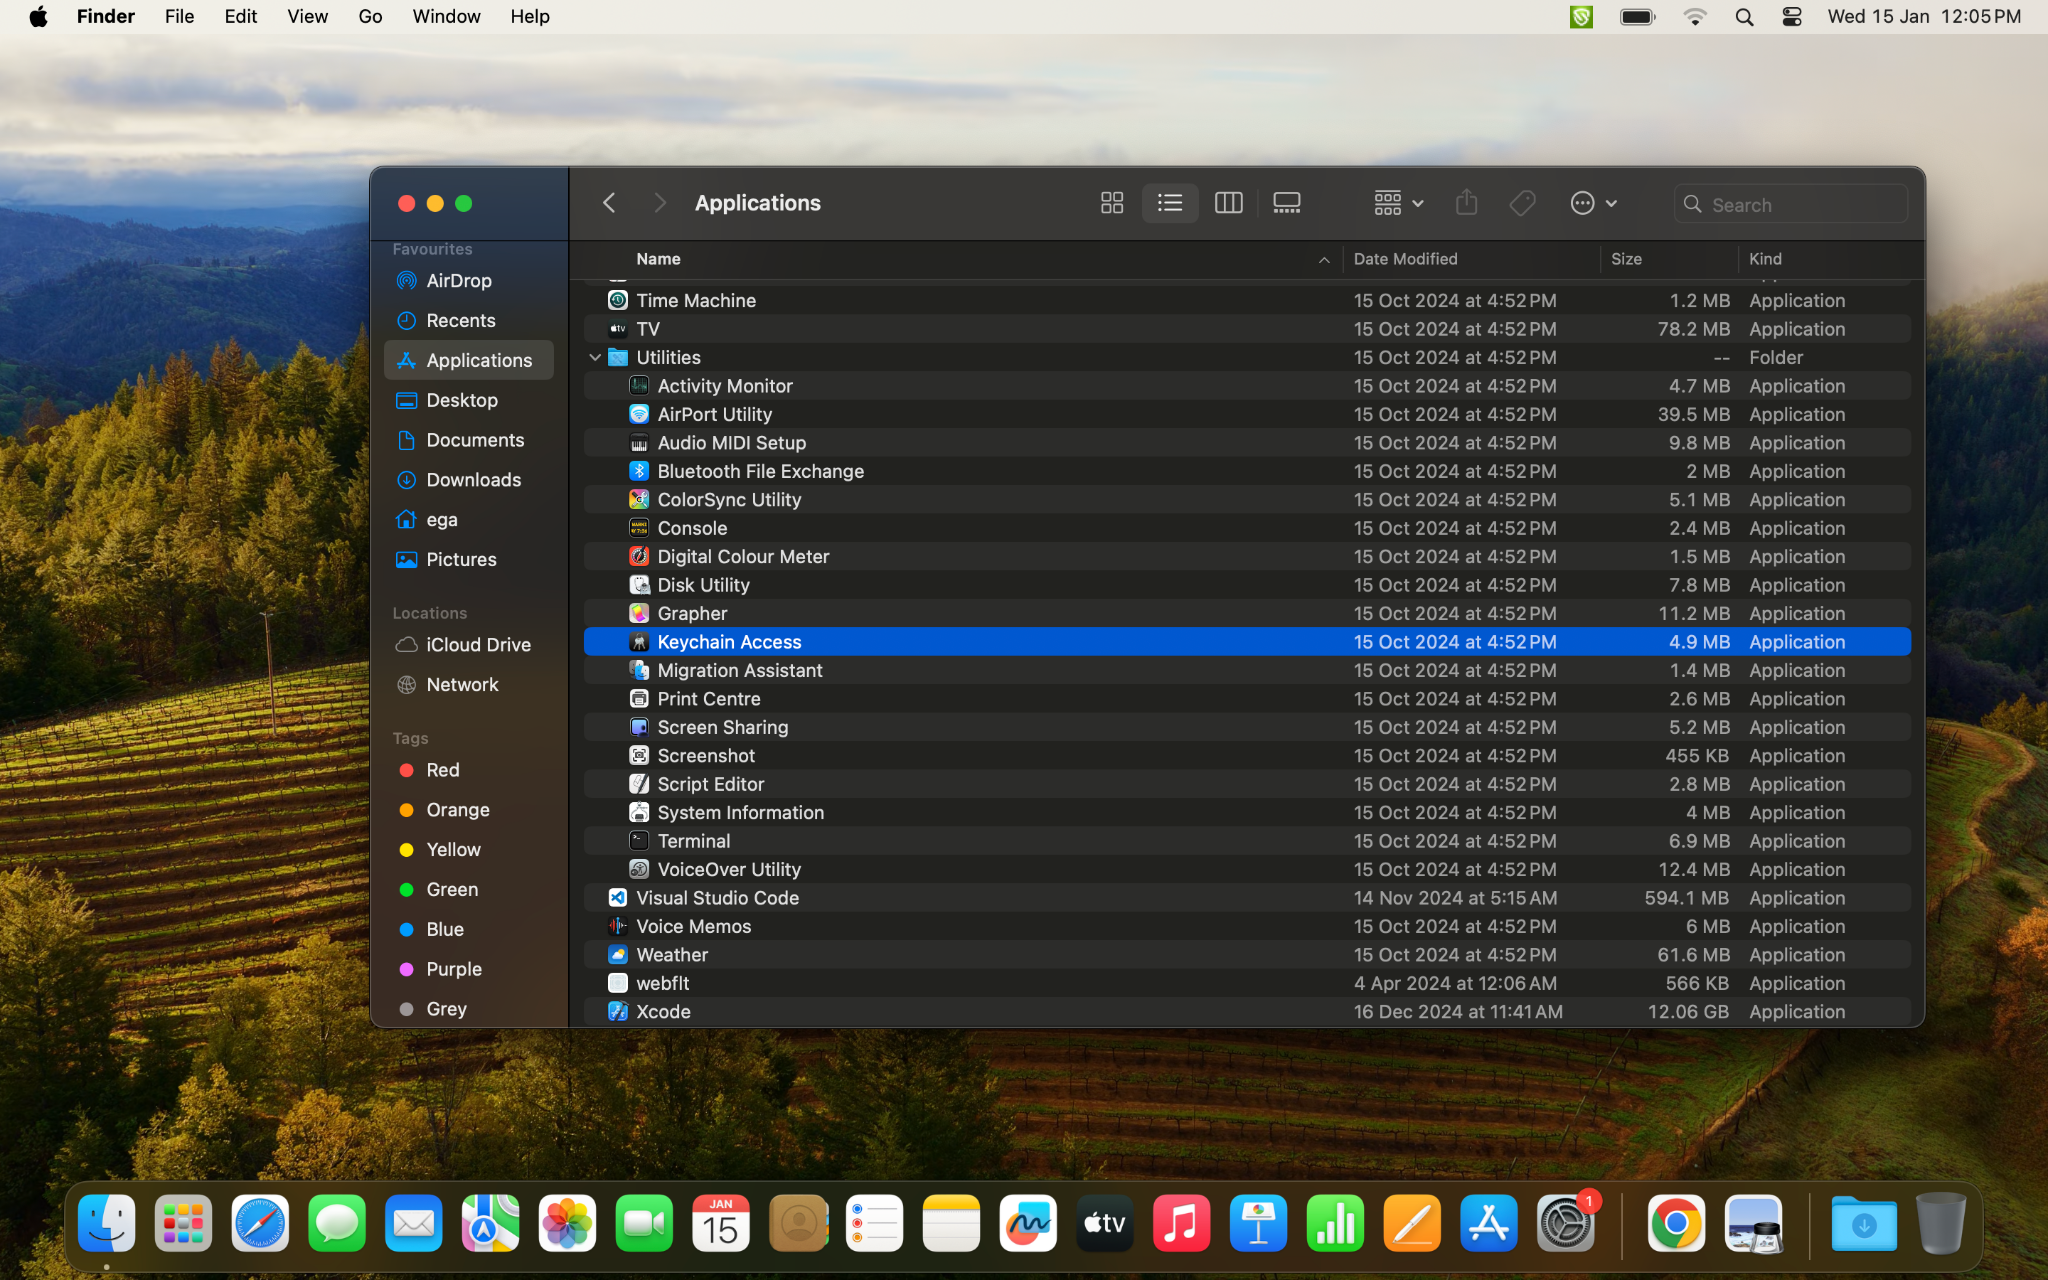 Finder File Edit View Go Window Help Wed 15 Jan 12:05 PM
Applications
Search
Favourites
AirDrop
Recents
Applications
Desktop
Documents
Downloads
ega
Pictures
Locations
iCloud Drive
Network
Tags
Red
Orange
Yellow
Green
Blue
Purple
Grey
Name Date Modified Size Kind
Time Machine 15 Oct 2024 at 4:52 PM 1.2 MB Application
TV 15 Oct 2024 at 4:52 PM 78.2 MB Application
Utilities 15 Oct 2024 at 4:52 PM -- Folder
Activity Monitor 15 Oct 2024 at 4:52 PM 4.7 MB Application
AirPort Utility 15 Oct 2024 at 4:52 PM 39.5 MB Application
Audio MIDI Setup 15 Oct 2024 at 4:52 PM 9.8 MB Application
Bluetooth File Exchange 15 Oct 2024 at 4:52 PM 2 MB Application
ColorSync Utility 15 Oct 2024 at 4:52 PM 5.1 MB Application
Console 15 Oct 2024 at 4:52 PM 2.4 MB Application
Digital Colour Meter 15 Oct 2024 at 4:52 PM 1.5 MB Application
Disk Utility 15 Oct 2024 at 4:52 PM 7.8 MB Application
Grapher 15 Oct 2024 at 4:52 PM 11.2 MB Application
Keychain Access 15 Oct 2024 at 4:52 PM 4.9 MB Application
Migration Assistant 15 Oct 2024 at 4:52 PM 1.4 MB Application
Print Centre 15 Oct 2024 at 4:52 PM 2.6 MB Application
Screen Sharing 15 Oct 2024 at 4:52 PM 5.2 MB Application
Screenshot 15 Oct 2024 at 4:52 PM 455 KB Application
Script Editor 15 Oct 2024 at 4:52 PM 2.8 MB Application
System Information 15 Oct 2024 at 4:52 PM 4 MB Application
Terminal 15 Oct 2024 at 4:52 PM 6.9 MB Application
VoiceOver Utility 15 Oct 2024 at 4:52 PM 12.4 MB Application
Visual Studio Code 14 Nov 2024 at 5:15 AM 594.1 MB Application
Voice Memos 15 Oct 2024 at 4:52 PM 6 MB Application
Weather 15 Oct 2024 at 4:52 PM 61.6 MB Application
webflt 4 Apr 2024 at 12:06 AM 566 KB Application
Xcode 16 Dec 2024 at 11:41 AM 12.06 GB Application
JAN
15
tv
1